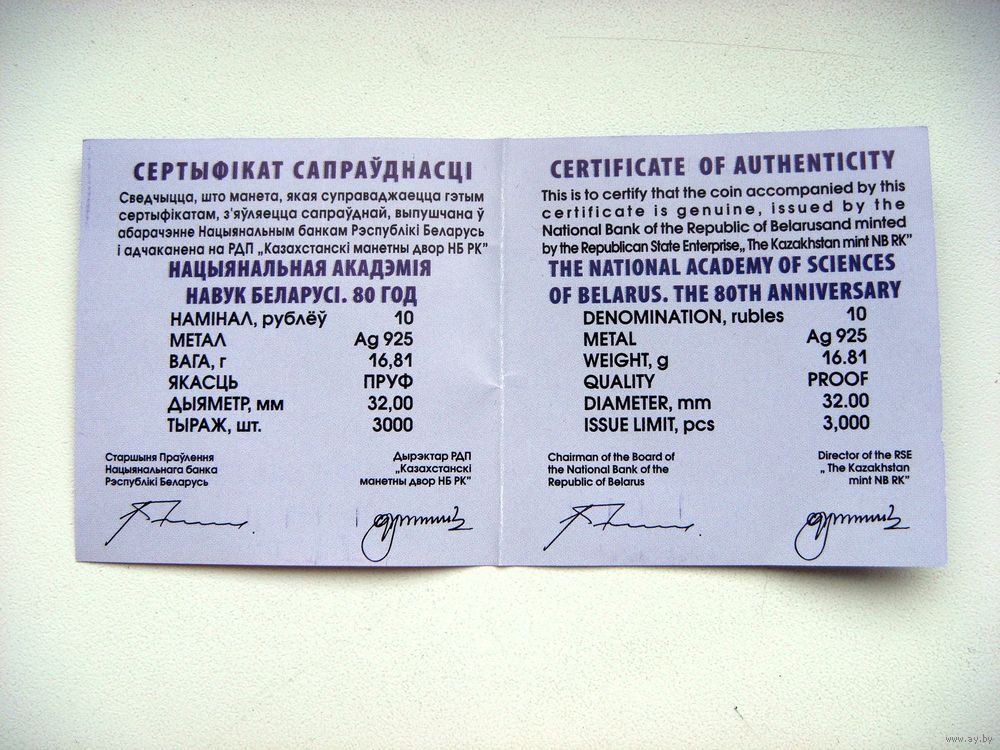 СЕРТЫФІКАТ САПРАЎДНАСЦІ
Сведчыцца, што манета, якая суправаджаецца гэтым
сертыфікатам, з'яўляецца сапраўднай, выпушчана ў
абарачэнне Нацыянальным банкам Рэспублікі Беларусь
і адчаканена на РДП „Казахстанскі манетны двор НБ РК”
НАЦЫЯНАЛЬНАЯ АКАДЭМІЯ
НАВУК БЕЛАРУСІ. 80 ГОД
НАМІНАЛ, рублёў 10
МЕТАЛ Ag 925
ВАГА, г 16,81
ЯКАСЦЬ ПРУФ
ДЫЯМЕТР, мм 32,00
ТЫРАЖ, шт. 3000
Старшыня Праўлення
Нацыянальнага банка
Рэспублікі Беларусь
Дырэктар РДП
„Казахстанскі
манетны двор НБ РК”
CERTIFICATE OF AUTHENTICITY
This is to certify that the coin accompanied by this
certificate is genuine, issued by the
National Bank of the Republic of Belarusand minted
by the Republican State Enterprise„ The Kazakhstan mint NB RK”
THE NATIONAL ACADEMY OF SCIENCES
OF BELARUS. THE 80TH ANNIVERSARY
DENOMINATION, rubles 10
METAL Ag 925
WEIGHT, g 16.81
QUALITY PROOF
DIAMETER, mm 32.00
ISSUE LIMIT, pcs 3,000
Chairman of the Board of
the National Bank of the
Republic of Belarus
Director of the RSE
„ The Kazakhstan
mint NB RK”
www.ay.by